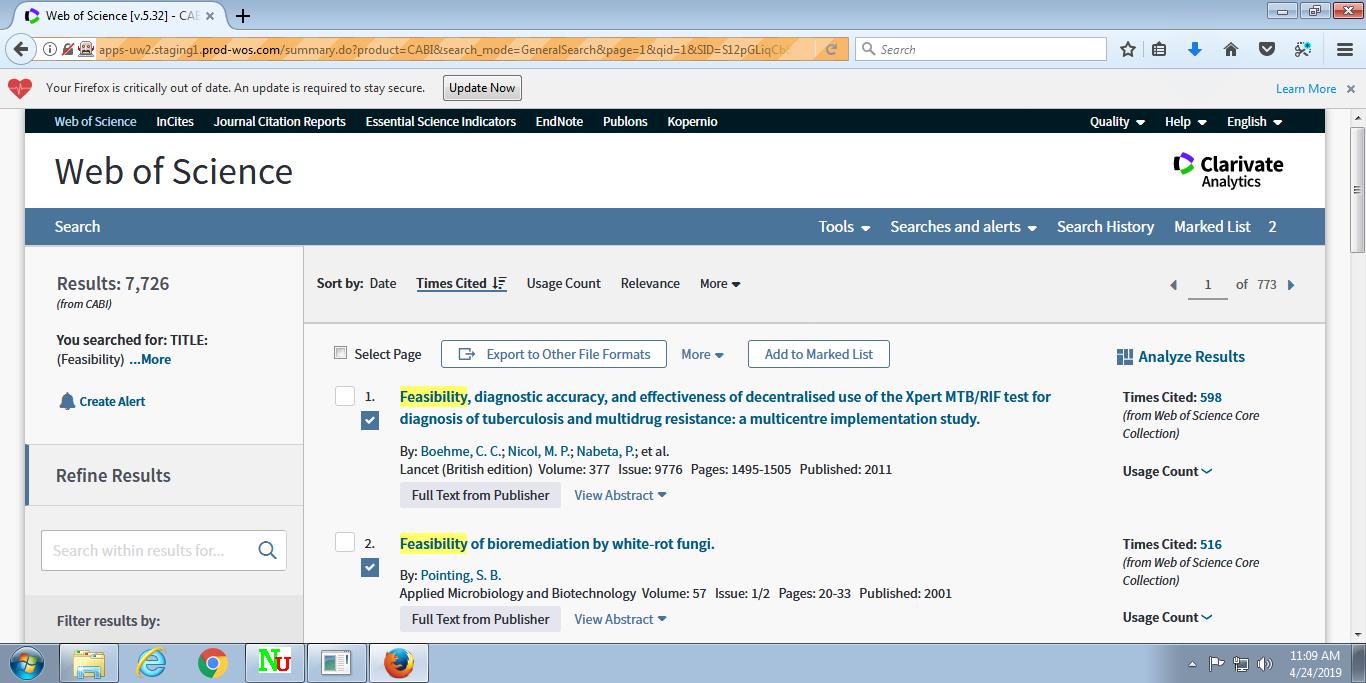 Web of Science [v.5.32] - CAB
apps-uw2.staging1.prod-wos.com/summary.do?product=CABI&search_mode=GeneralSearch&page=1&qid=1&SID=S12pGLiqCb
Search
Your Firefox is critically out of date. An update is required to stay secure.
Update Now
Learn More
Web of Science InCites Journal Citation Reports Essential Science Indicators EndNote Publons Kopernio
Quality Help English
Web of Science
Clarivate
Analytics
Search
Tools Searches and alerts Search History Marked List 2
Results: 7,726
(from CABI)
You searched for: TITLE:
(Feasibility) ...More
Create Alert
Refine Results
Search within results for...
Filter results by:
Sort by: Date Times Cited Usage Count Relevance More
1 of 773
Select Page
Export to Other File Formats
More
Add to Marked List
Analyze Results
1. Feasibility, diagnostic accuracy, and effectiveness of decentralised use of the Xpert MTB/RIF test for
diagnosis of tuberculosis and multidrug resistance: a multicentre implementation study.
By: Boehme, C. C.; Nicol, M. P.; Nabeta, P.; et al.
Lancet (British edition) Volume: 377 Issue: 9776 Pages: 1495-1505 Published: 2011
Full Text from Publisher View Abstract
Times Cited: 598
(from Web of Science Core
Collection)
Usage Count
2. Feasibility of bioremediation by white-rot fungi.
By: Pointing, S. B.
Applied Microbiology and Biotechnology Volume: 57 Issue: 1/2 Pages: 20-33 Published: 2001
Full Text from Publisher View Abstract
Times Cited: 516
(from Web of Science Core
Collection)
Usage Count
NU
11:09 AM
4/24/2019